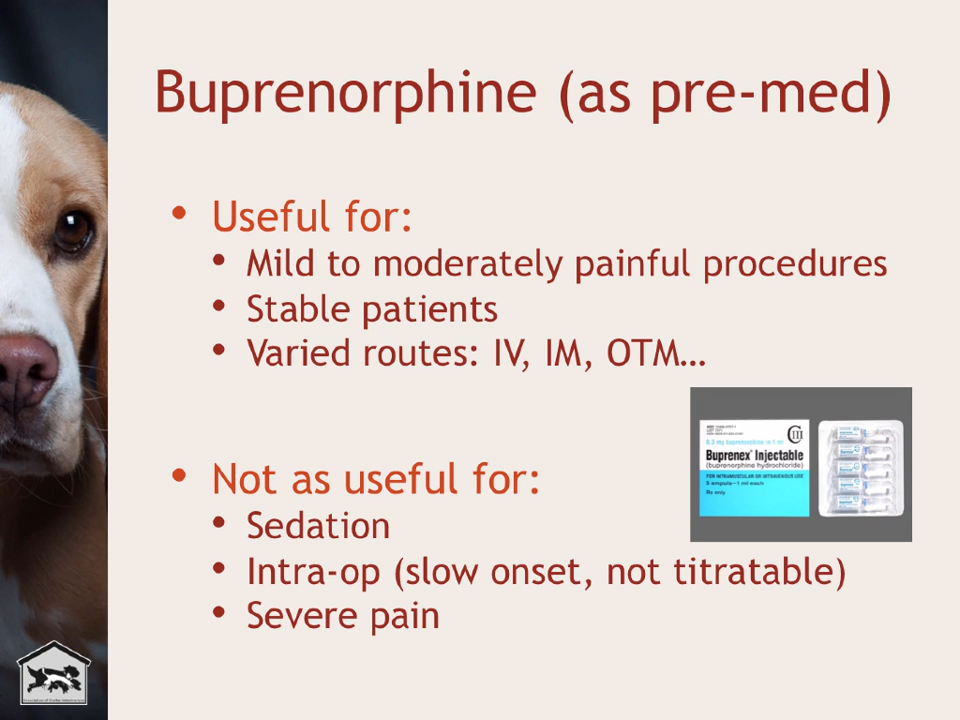 Buprenorphine (as pre-med)
• Useful for:
• Mild to moderately painful procedures
• Stable patients
• Varied routes: IV, IM, OTM…
• Not as useful for:
• Sedation
• Intra-op (slow onset, not titratable)
• Severe pain
CIII
0.3 mg buprenorphine in 1 ml
Buprenex® Injectable
(buprenorphine hydrochloride)
FOR INTRAMUSCULAR OR INTRAVENOUS USE
5 ampuls-1 ml each
Rx only